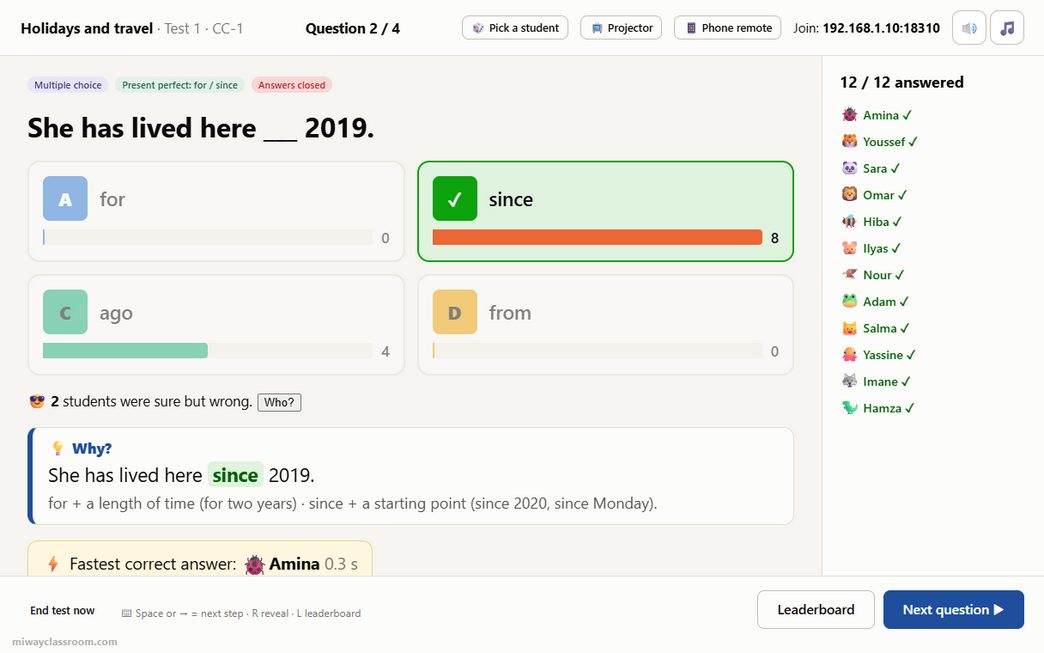 Holidays and travel · Test 1 · CC-1
Question 2 / 4
Pick a student
Projector
Phone remote
Join: 192.168.1.10:18310
Multiple choice
Present perfect: for / since
Answers closed
She has lived here ___ 2019.
A for
0
✓ since
8
C ago
4
D from
0
2 students were sure but wrong. Who?
Why?
She has lived here since 2019.
for + a length of time (for two years) · since + a starting point (since 2020, since Monday).
Fastest correct answer: Amina 0.3 s
12 / 12 answered
Amina ✓
Youssef ✓
Sara ✓
Omar ✓
Hiba ✓
Ilyas ✓
Nour ✓
Adam ✓
Salma ✓
Yassine ✓
Imane ✓
Hamza ✓
End test now
Space or → = next step · R reveal · L leaderboard
Leaderboard
Next question ▶
miwayclassroom.com